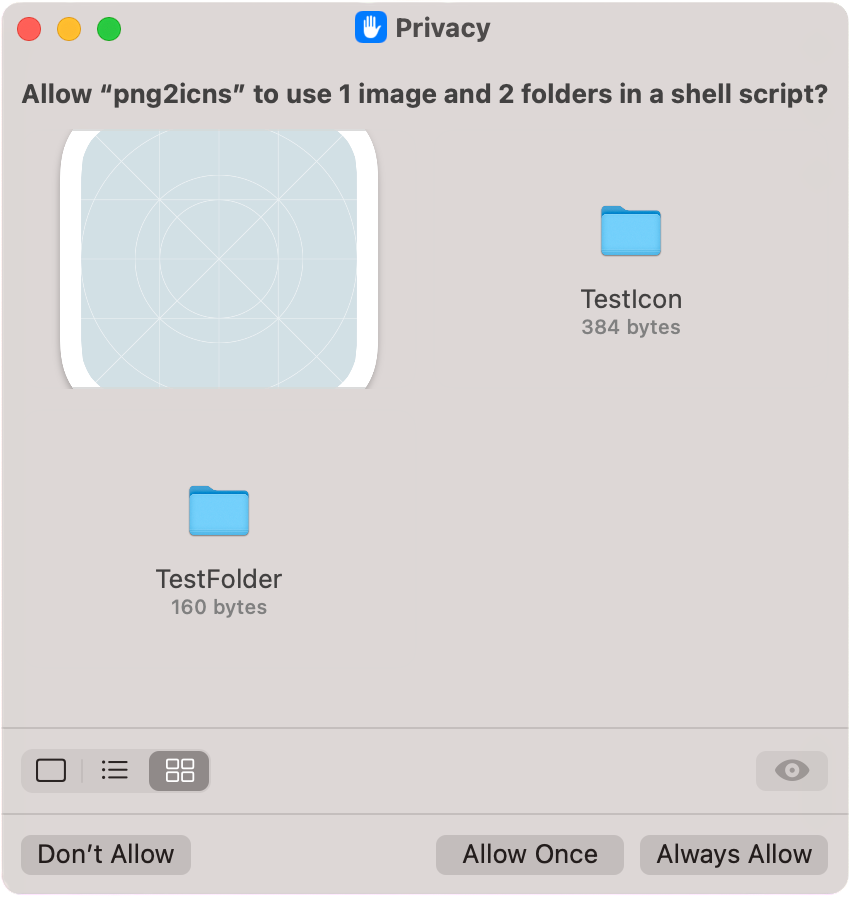 Privacy
Allow “png2icns” to use 1 image and 2 folders in a shell script?
TestIcon
384 bytes
TestFolder
160 bytes
Don’t Allow
Allow Once
Always Allow